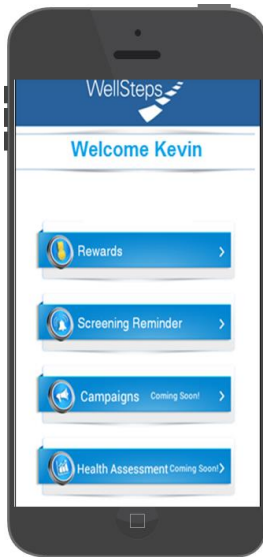 WellSteps
Welcome Kevin
Rewards
Screening Reminder
Campaigns Coming Soon!
Health Assessment Coming Soon!